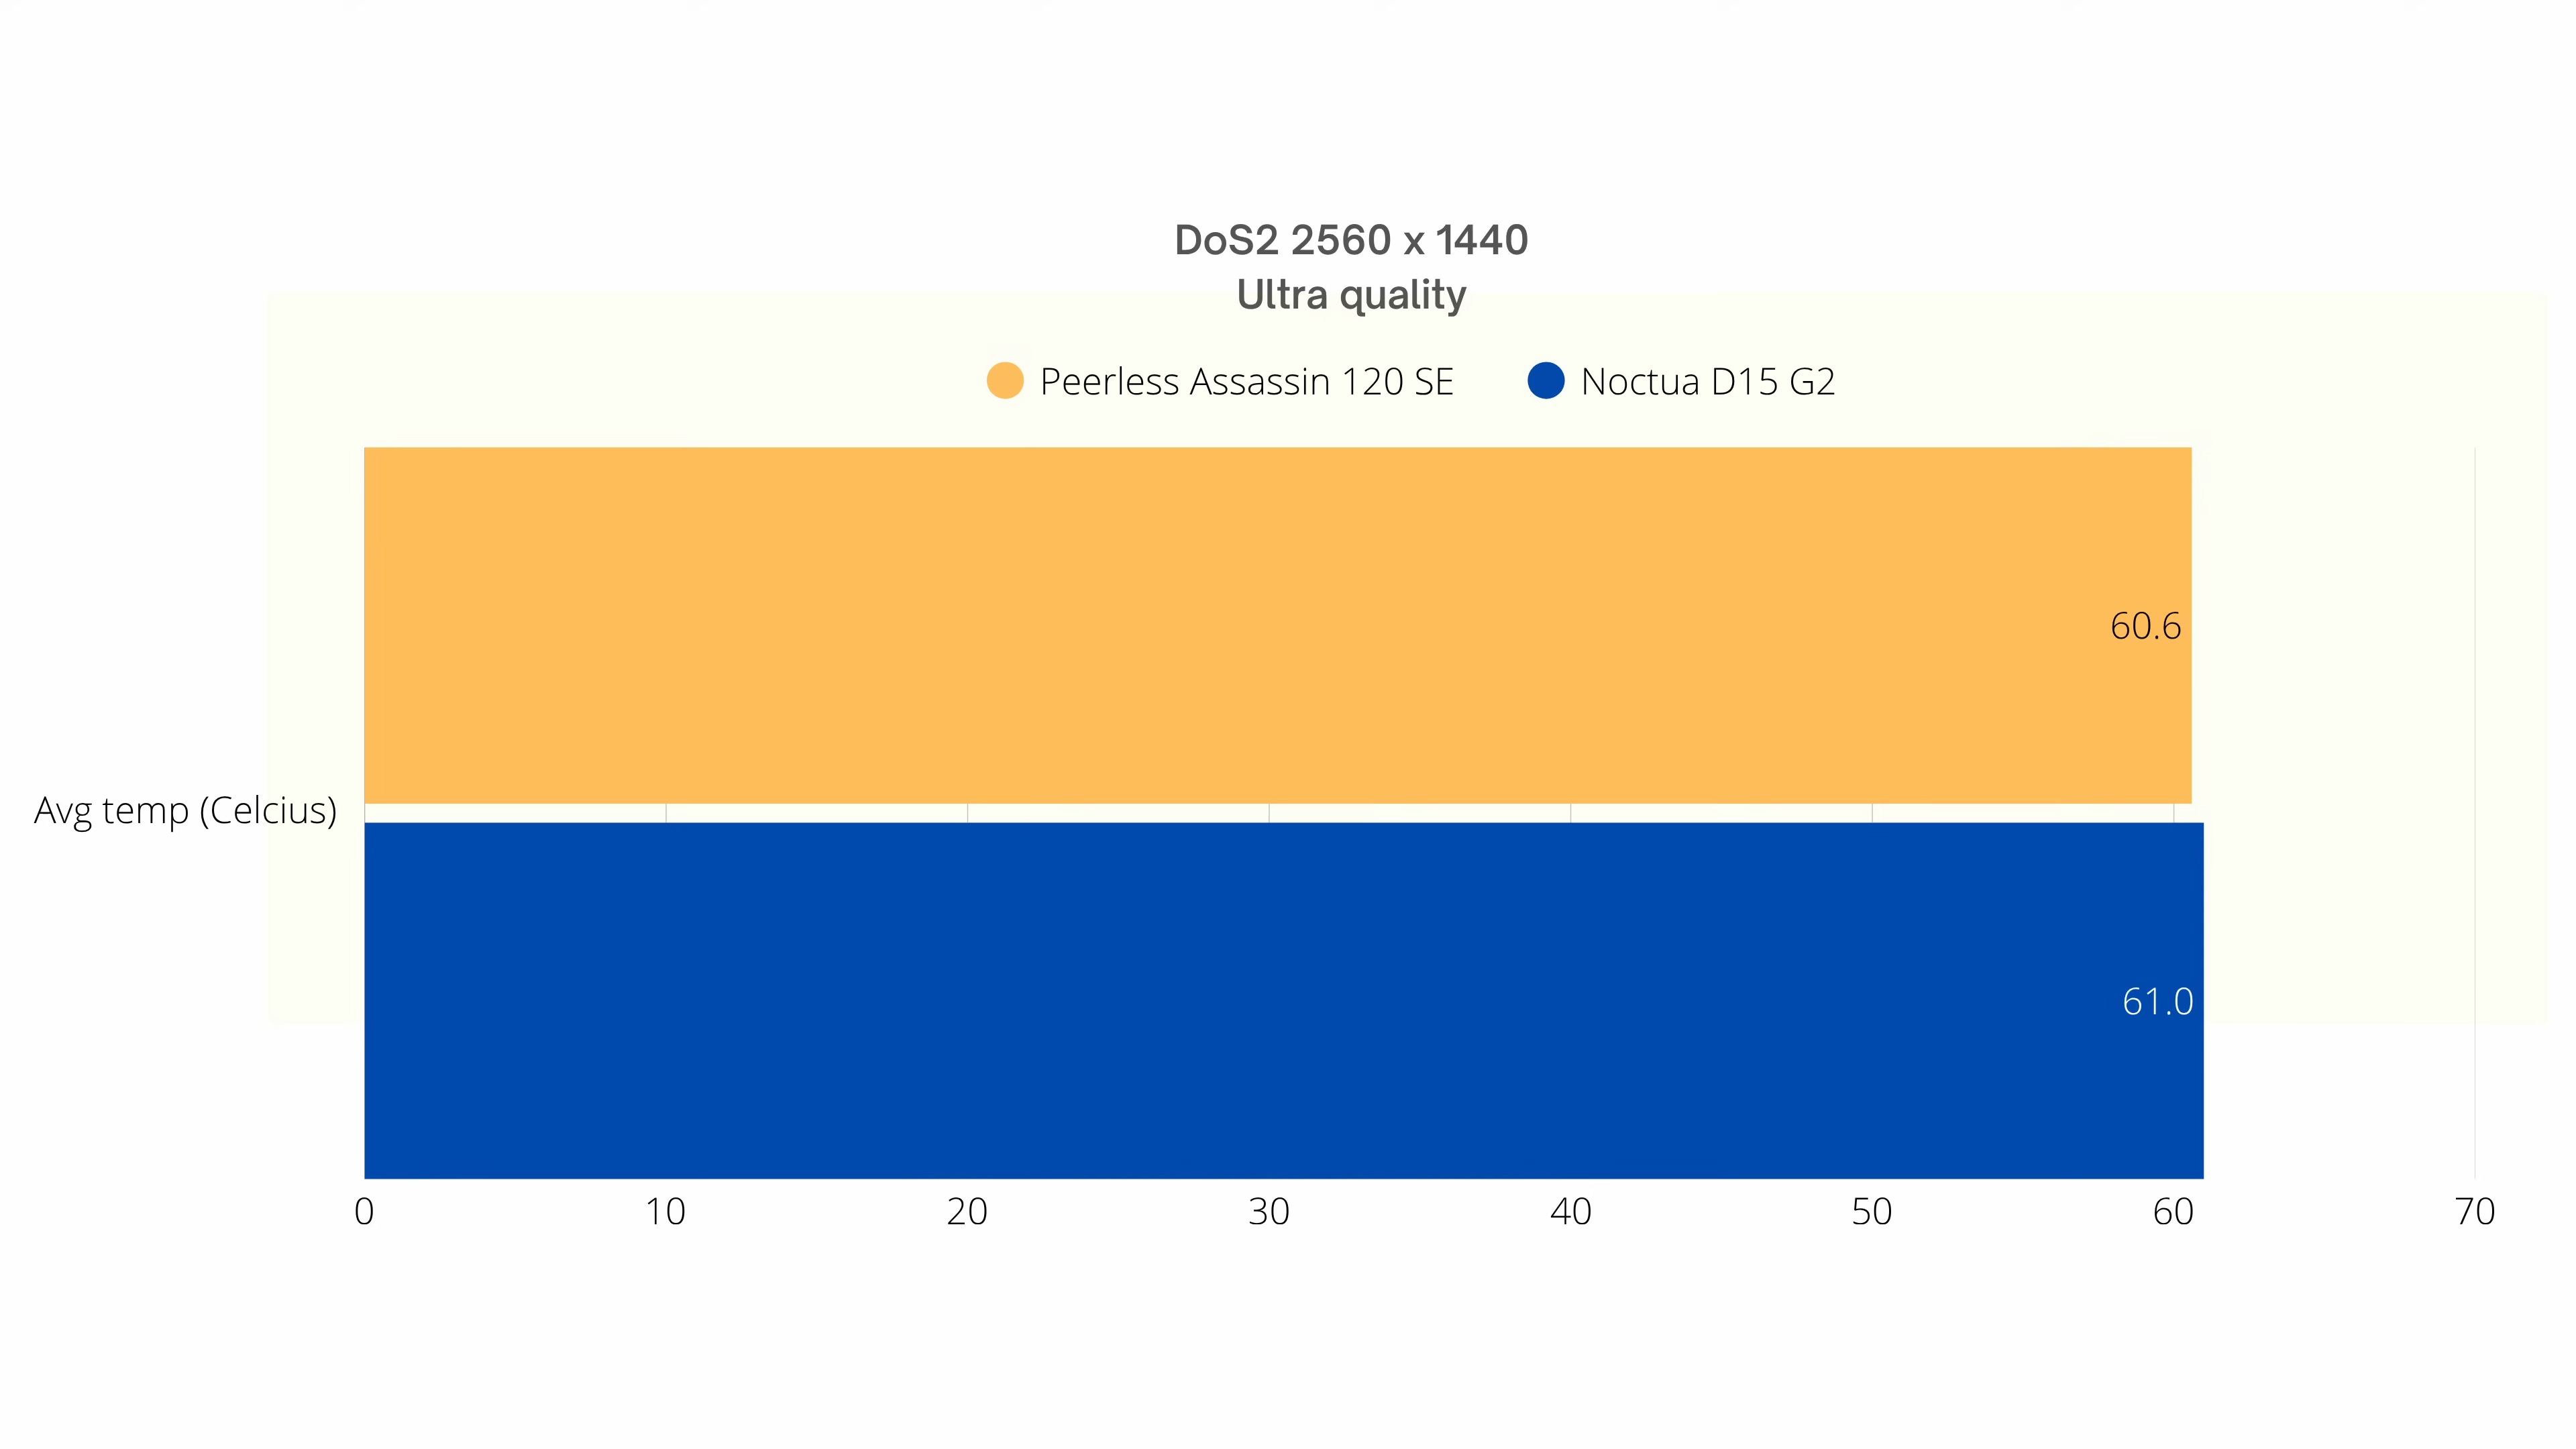 DoS2 2560 x 1440
Ultra quality
Peerless Assassin 120 SE Noctua D15 G2
60.6
Avg temp (Celcius)
61.0
0 10 20 30 40 50 60 70